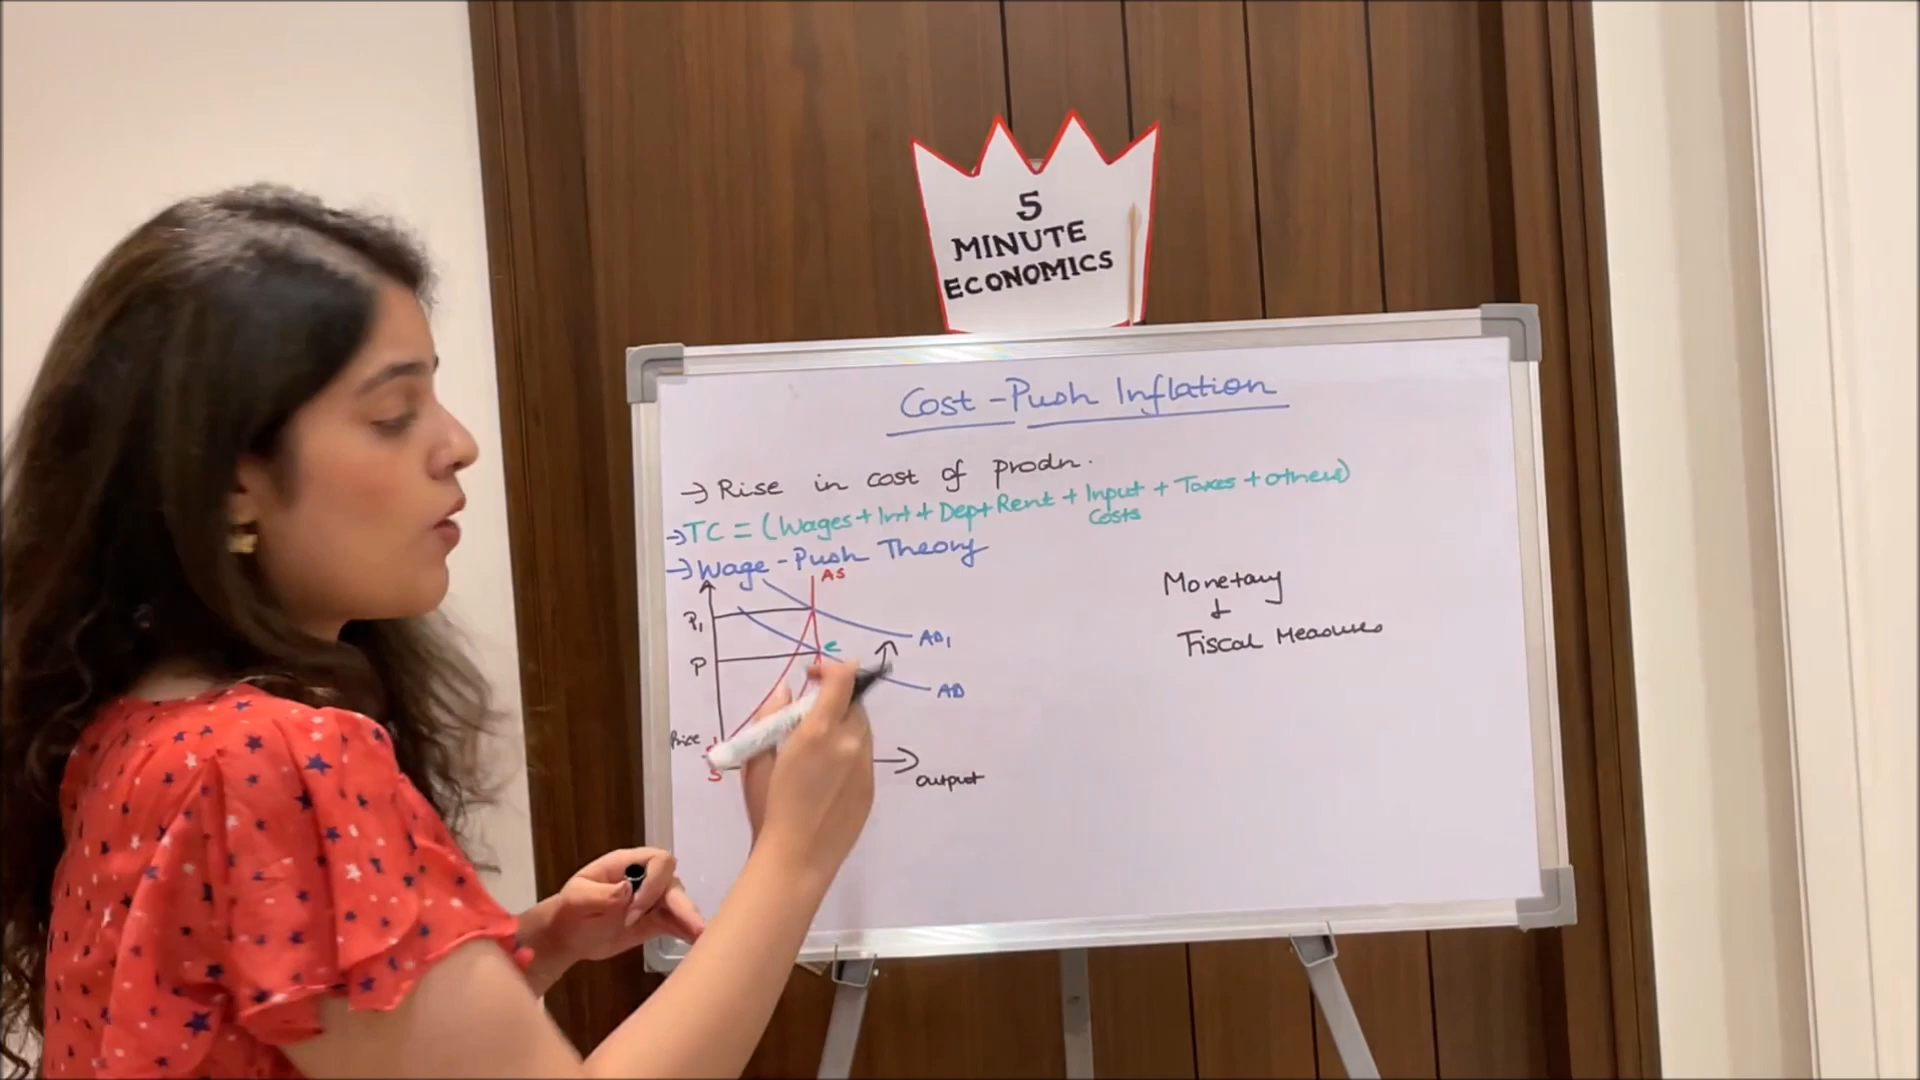 5
MINUTE
ECONOMICS
Cost-Push Inflation
→ Rise in cost of prodn.
→ TC = (Wages + Int + Dep + Rent + Input + Taxes + others)
Costs
→ Wage-Push Theory
AS
P1
AD1
e
P
AD
Price
S
output
Monetary
+
Fiscal Measures